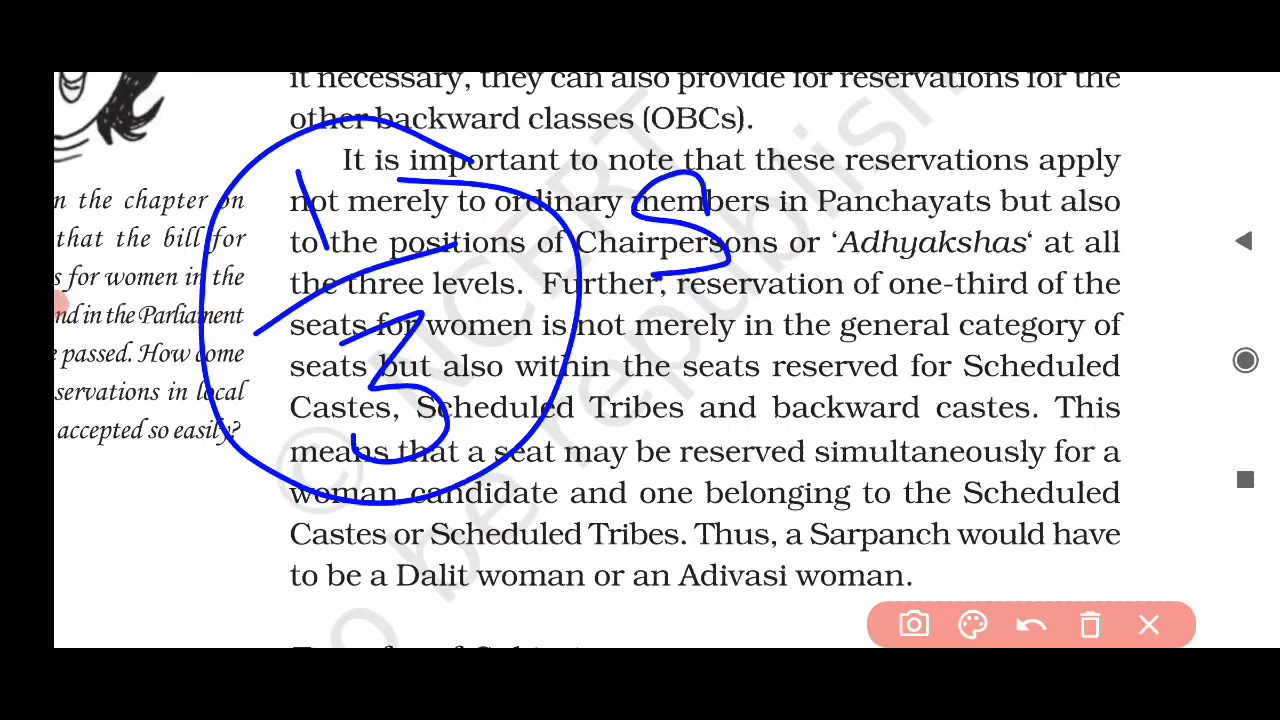 it necessary, they can also provide for reservations for the
other backward classes (OBCs).
It is important to note that these reservations apply
not merely to ordinary members in Panchayats but also
to the positions of Chairpersons or ‘Adhyakshas‘ at all
the three levels. Further, reservation of one-third of the
seats for women is not merely in the general category of
seats but also within the seats reserved for Scheduled
Castes, Scheduled Tribes and backward castes. This
means that a seat may be reserved simultaneously for a
woman candidate and one belonging to the Scheduled
Castes or Scheduled Tribes. Thus, a Sarpanch would have
to be a Dalit woman or an Adivasi woman.
n the chapter on
that the bill for
s for women in the
nd in the Parliament
e passed. How come
servations in local
accepted so easily?
1
3
S
© NCERT
be republish